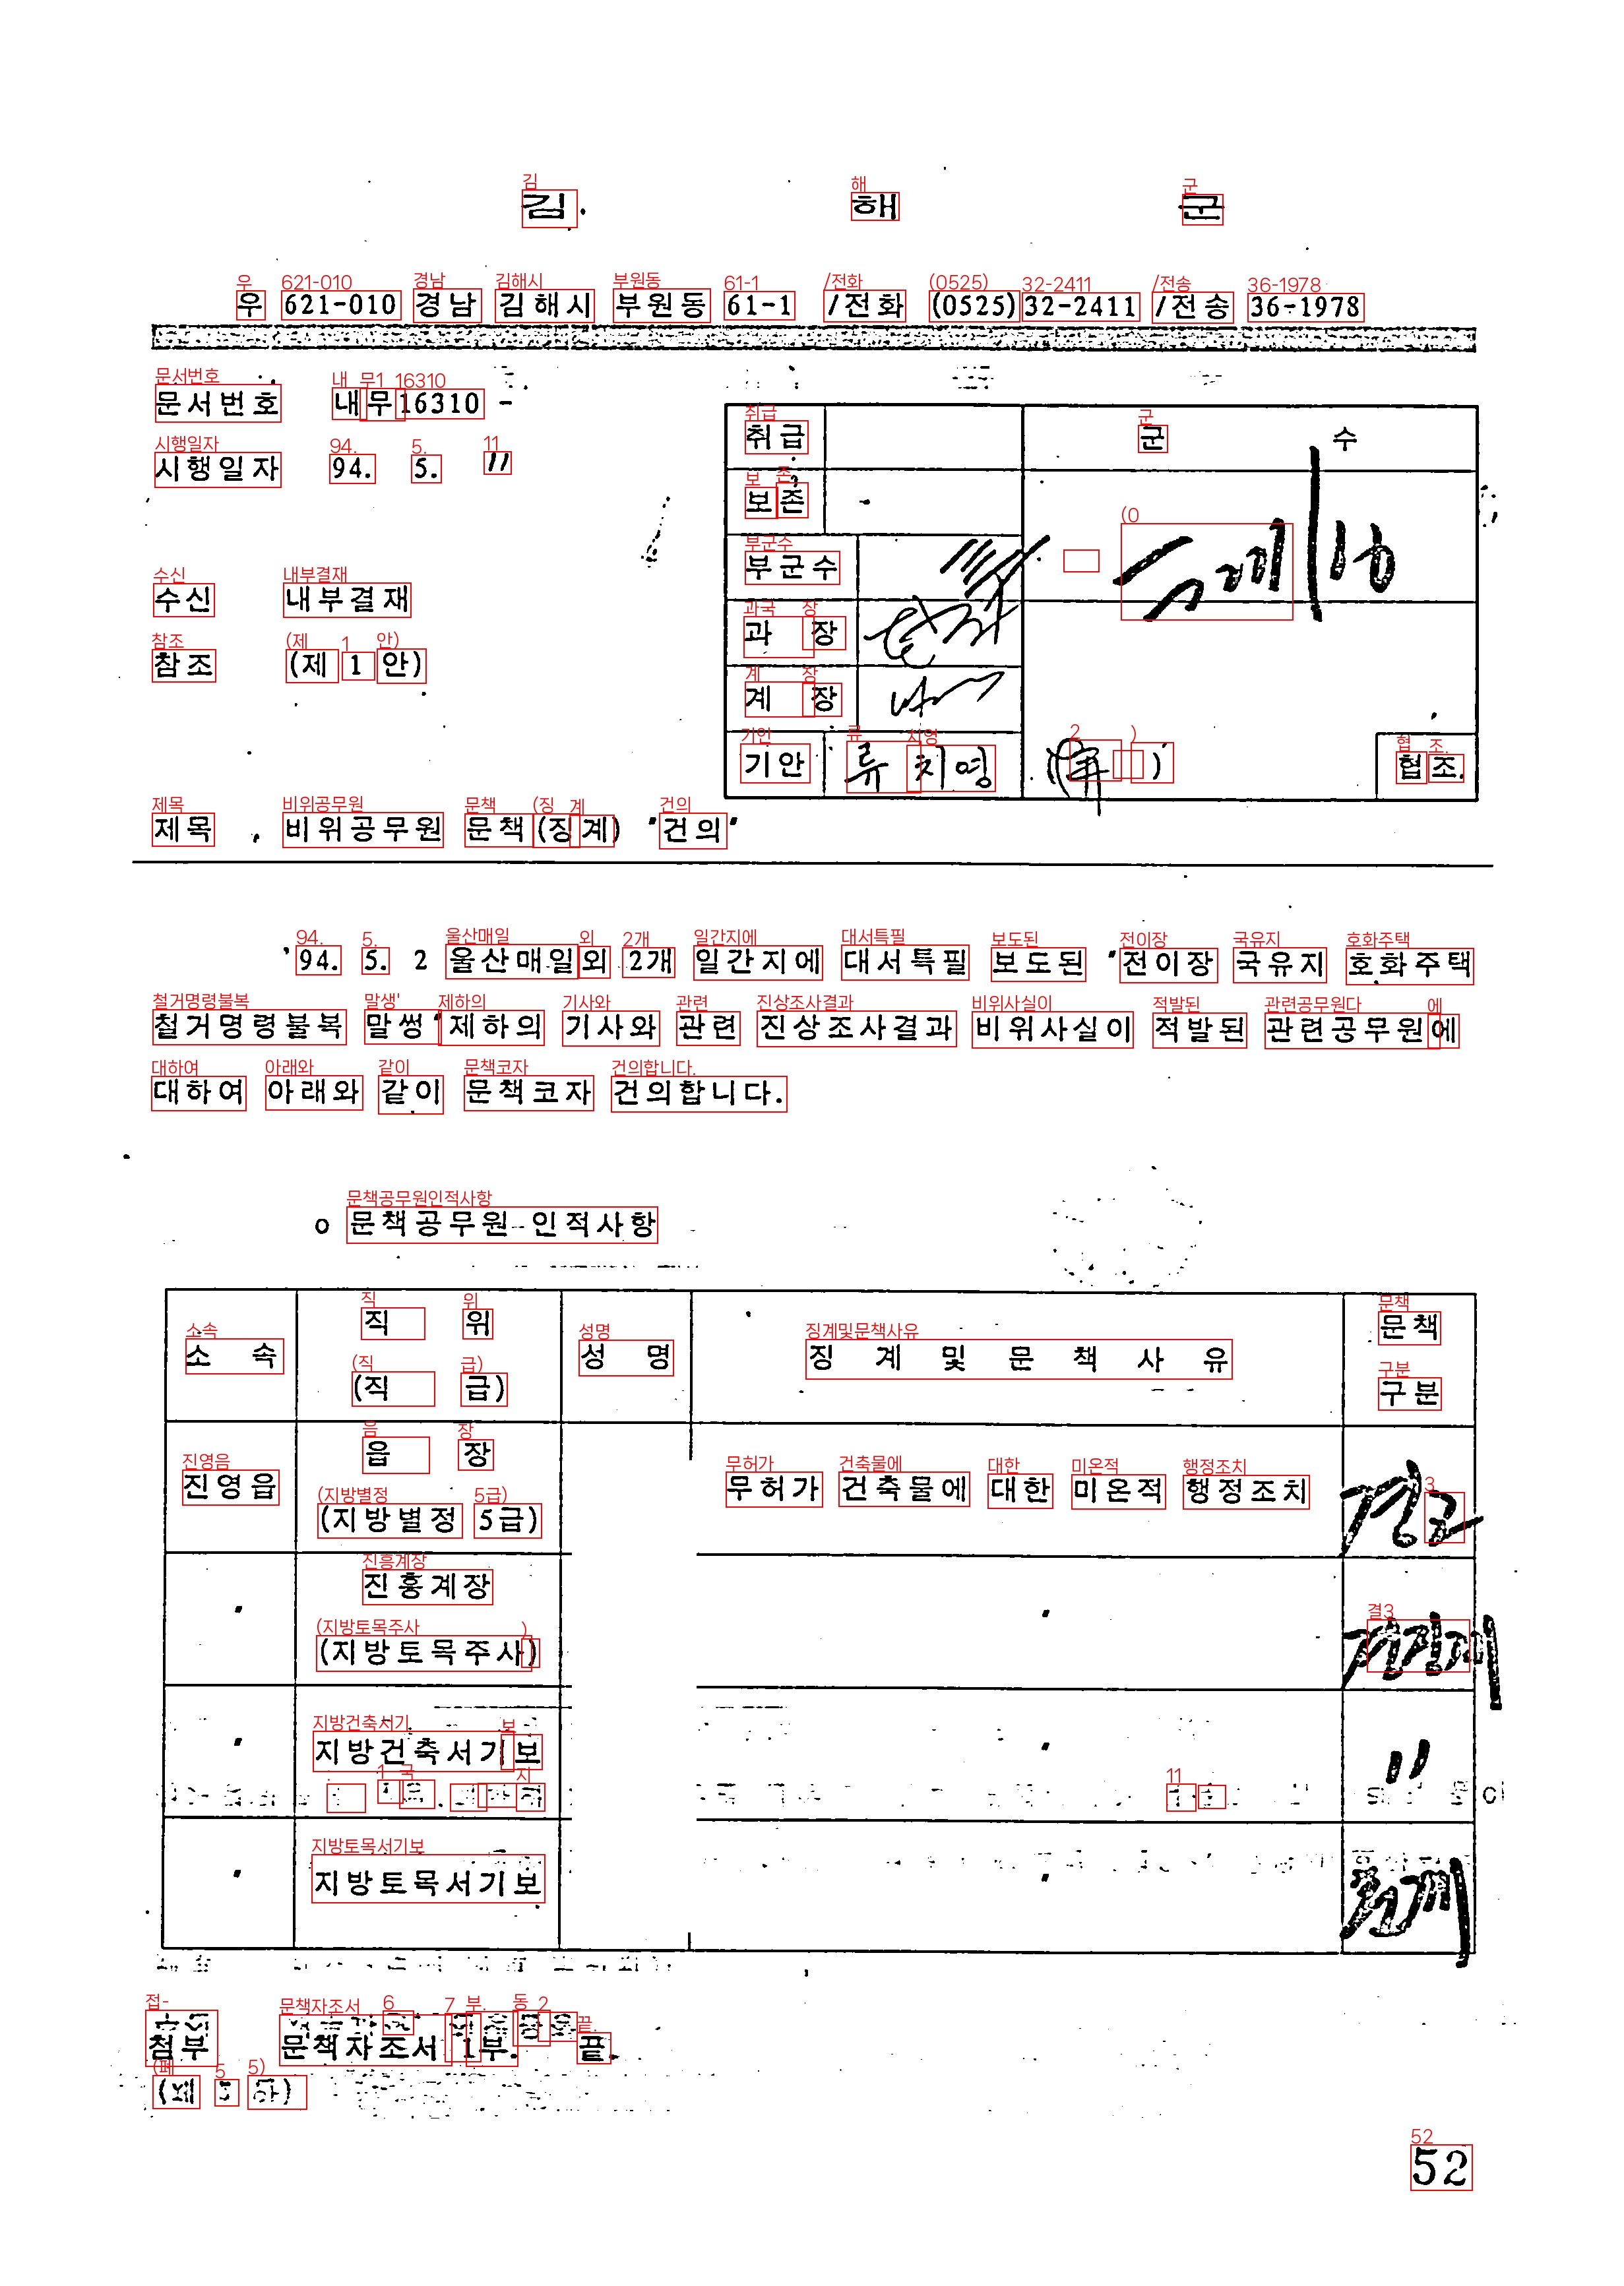 김 해 군
우 621-010 경남 김해시 부원동 61-1 /전화 (0525)32-2411 /전송 36-1978
문서번호 내무16310 -
시행일자 94. 5. 11
취급
군 수
보존
부군수
수신 내부결재
과 장
참조 (제 1 안)
계 장
기안 류치영
협조.
제목 비위공무원 문책(징계) "건의"
'94. 5. 2 울산매일외 2개 일간지에 대서특필 보도된 "전이장 국유지 호화주택
철거명령불복 말썽"제하의 기사와 관련 진상조사결과 비위사실이 적발된 관련공무원에
대하여 아래와 같이 문책코자 건의합니다.
o 문책공무원 인적사항
소 속 직 위 (직 급) 성 명 징 계 및 문 책 사 유 문책 구분
진영읍 읍 장 (지방별정 5급) 무허가 건축물에 대한 미온적 행정조치 경고
" 진흥계장 (지방토목주사) "
" 지방건축서기보 " "
" 지방토목서기보 "
첨부 문책자조서 1부. 끝.
52